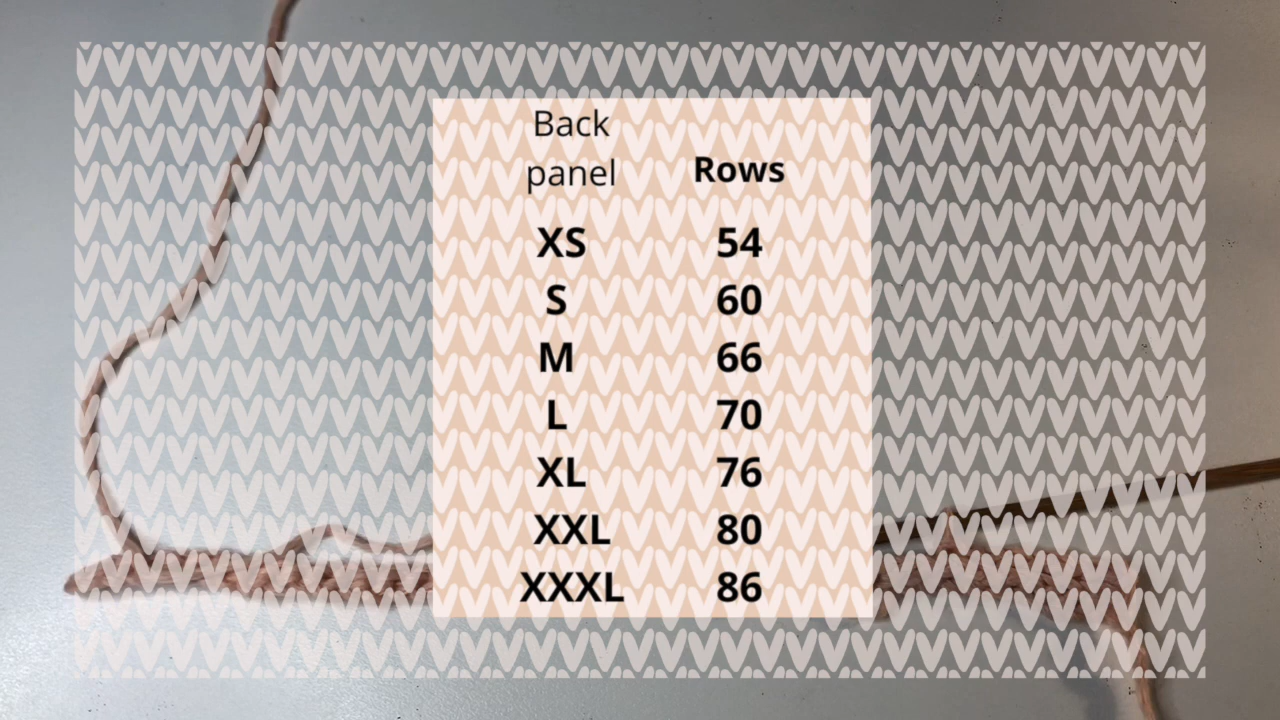 Back
panel Rows
XS 54
S 60
M 66
L 70
XL 76
XXL 80
XXXL 86